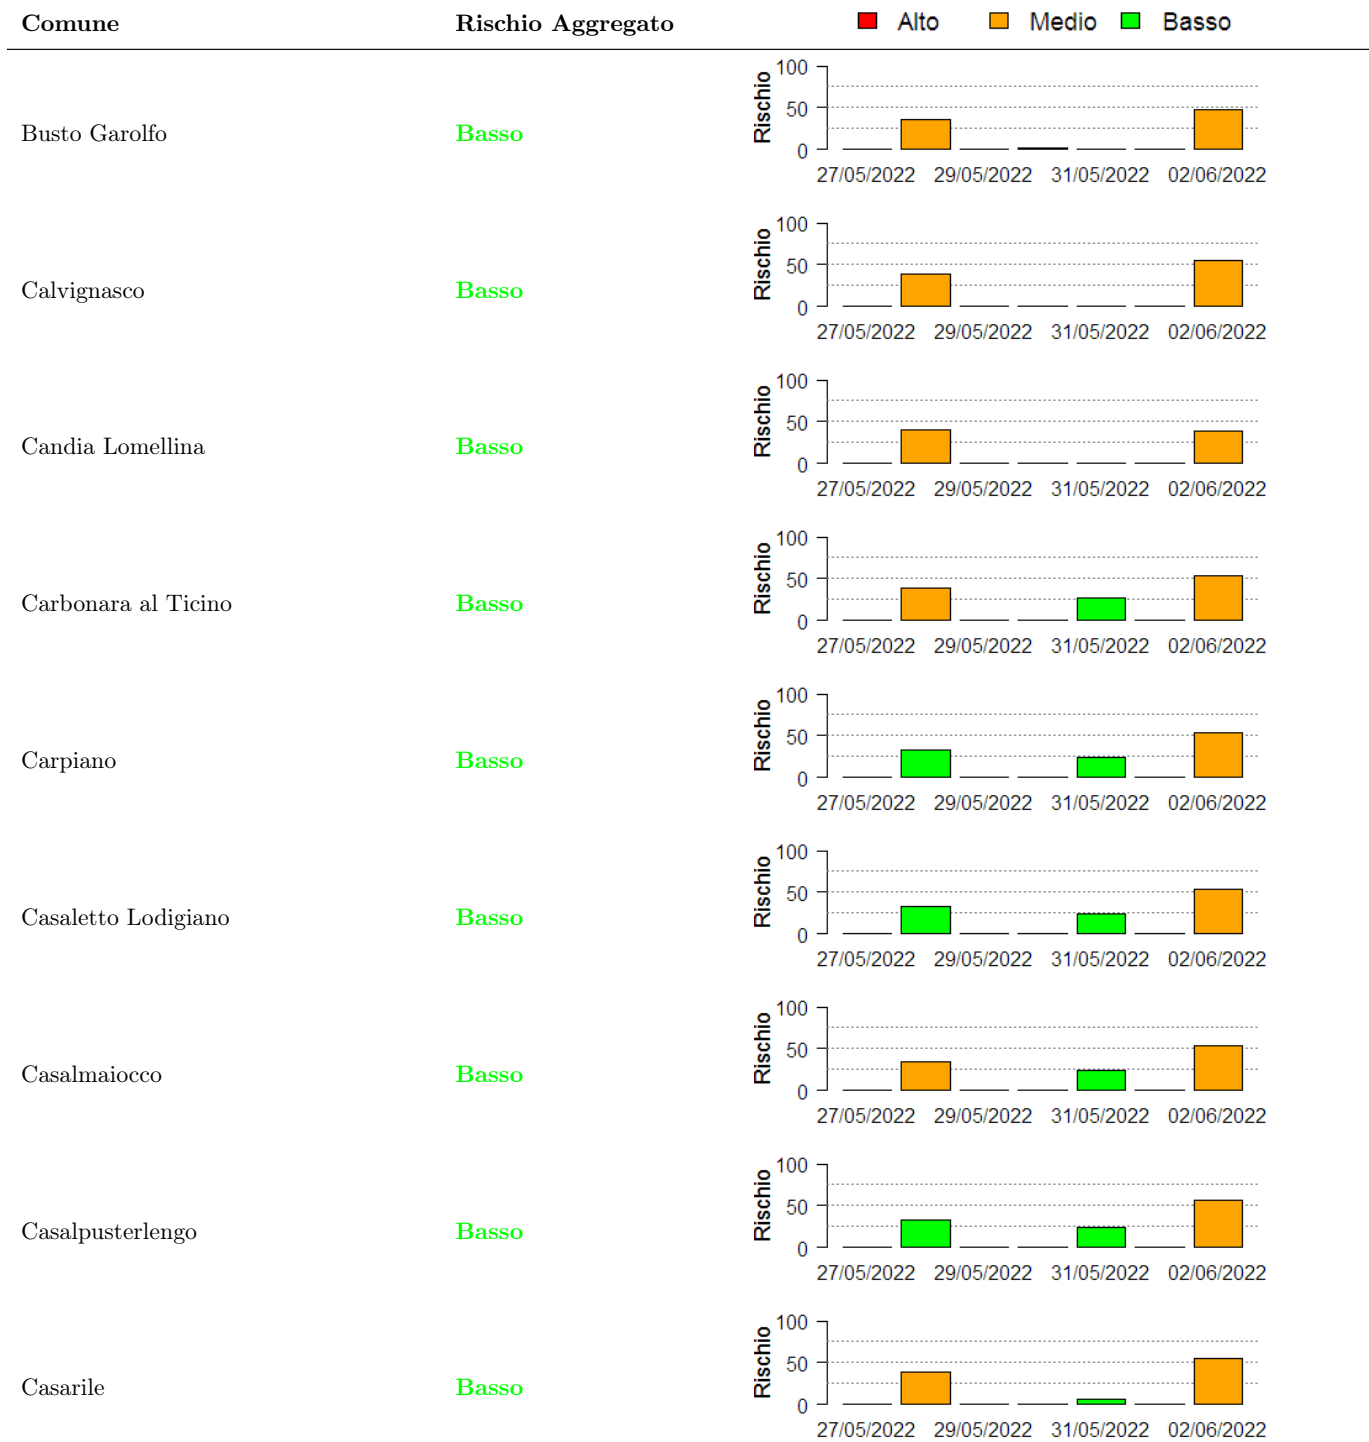 Comune Rischio Aggregato Alto Medio Basso
100
50
0
Rischio
Busto Garolfo Basso
27/05/2022 29/05/2022 31/05/2022 02/06/2022
100
50
0
Rischio
Calvignasco Basso
27/05/2022 29/05/2022 31/05/2022 02/06/2022
100
50
0
Rischio
Candia Lomellina Basso
27/05/2022 29/05/2022 31/05/2022 02/06/2022
100
50
0
Rischio
Carbonara al Ticino Basso
27/05/2022 29/05/2022 31/05/2022 02/06/2022
100
50
0
Rischio
Carpiano Basso
27/05/2022 29/05/2022 31/05/2022 02/06/2022
100
50
0
Rischio
Casaletto Lodigiano Basso
27/05/2022 29/05/2022 31/05/2022 02/06/2022
100
50
0
Rischio
Casalmaiocco Basso
27/05/2022 29/05/2022 31/05/2022 02/06/2022
100
50
0
Rischio
Casalpusterlengo Basso
27/05/2022 29/05/2022 31/05/2022 02/06/2022
100
50
0
Rischio
Casarile Basso
27/05/2022 29/05/2022 31/05/2022 02/06/2022